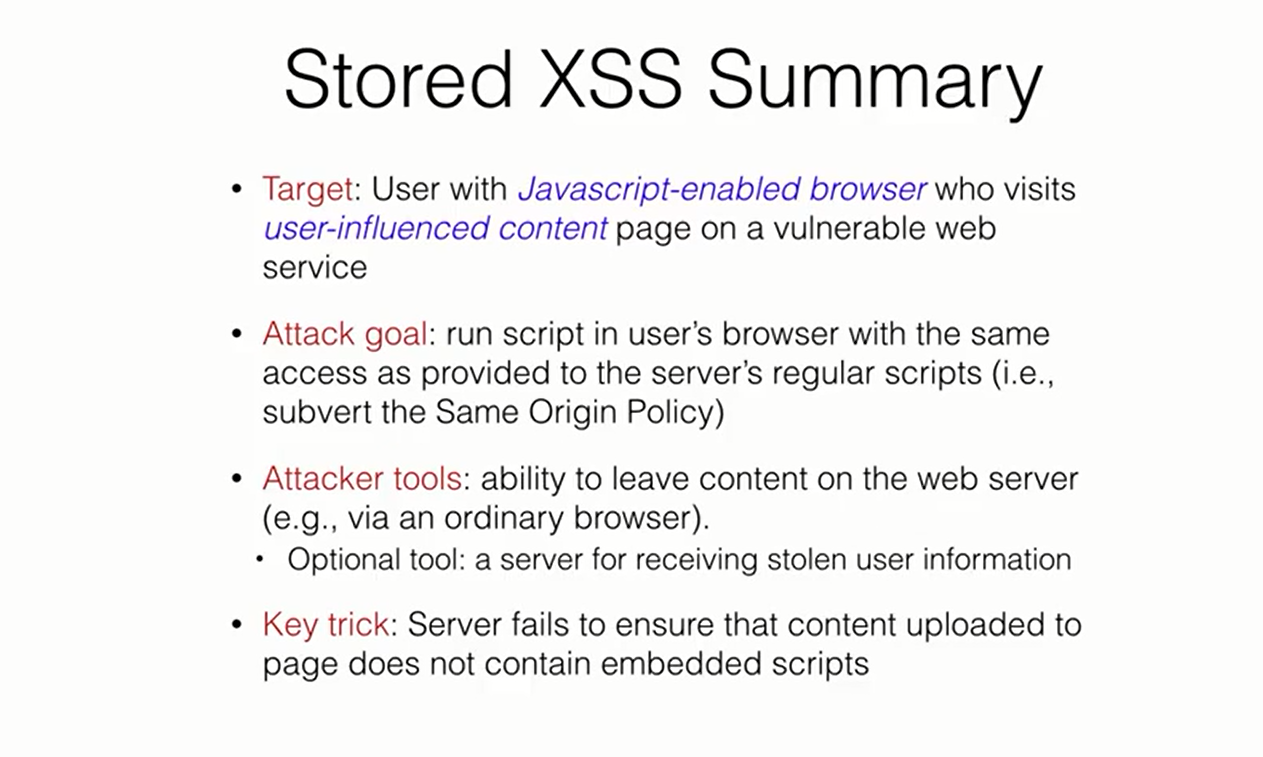 Stored XSS Summary
• Target: User with Javascript-enabled browser who visits
user-influenced content page on a vulnerable web
service
• Attack goal: run script in user’s browser with the same
access as provided to the server’s regular scripts (i.e.,
subvert the Same Origin Policy)
• Attacker tools: ability to leave content on the web server
(e.g., via an ordinary browser).
• Optional tool: a server for receiving stolen user information
• Key trick: Server fails to ensure that content uploaded to
page does not contain embedded scripts